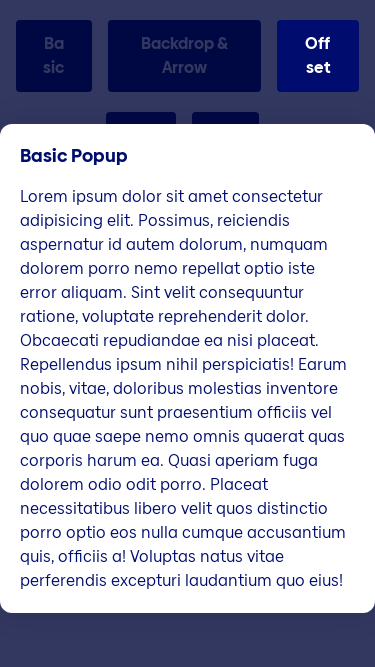 Ba
sic
Backdrop &
Arrow
Off
set
Basic Popup
Lorem ipsum dolor sit amet consectetur
adipisicing elit. Possimus, reiciendis
aspernatur id autem dolorum, numquam
dolorem porro nemo repellat optio iste
error aliquam. Sint velit consequuntur
ratione, voluptate reprehenderit dolor.
Obcaecati repudiandae ea nisi placeat.
Repellendus ipsum nihil perspiciatis! Earum
nobis, vitae, doloribus molestias inventore
consequatur sunt praesentium officiis vel
quo quae saepe nemo omnis quaerat quas
corporis harum ea. Quasi aperiam fuga
dolorem odio odit porro. Placeat
necessitatibus libero velit quos distinctio
porro optio eos nulla cumque accusantium
quis, officiis a! Voluptas natus vitae
perferendis excepturi laudantium quo eius!